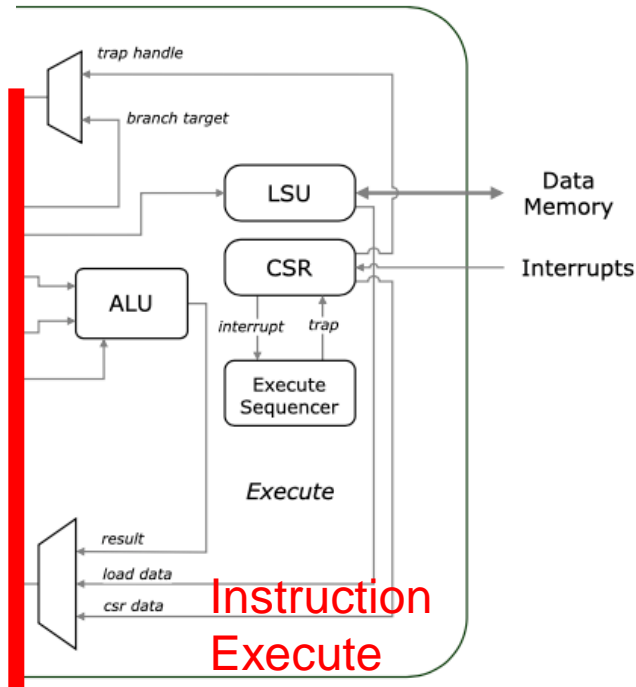 trap handle
branch target
LSU
Data
Memory
CSR
Interrupts
ALU
interrupt
trap
Execute
Sequencer
Execute
result
load data
csr data
Instruction
Execute